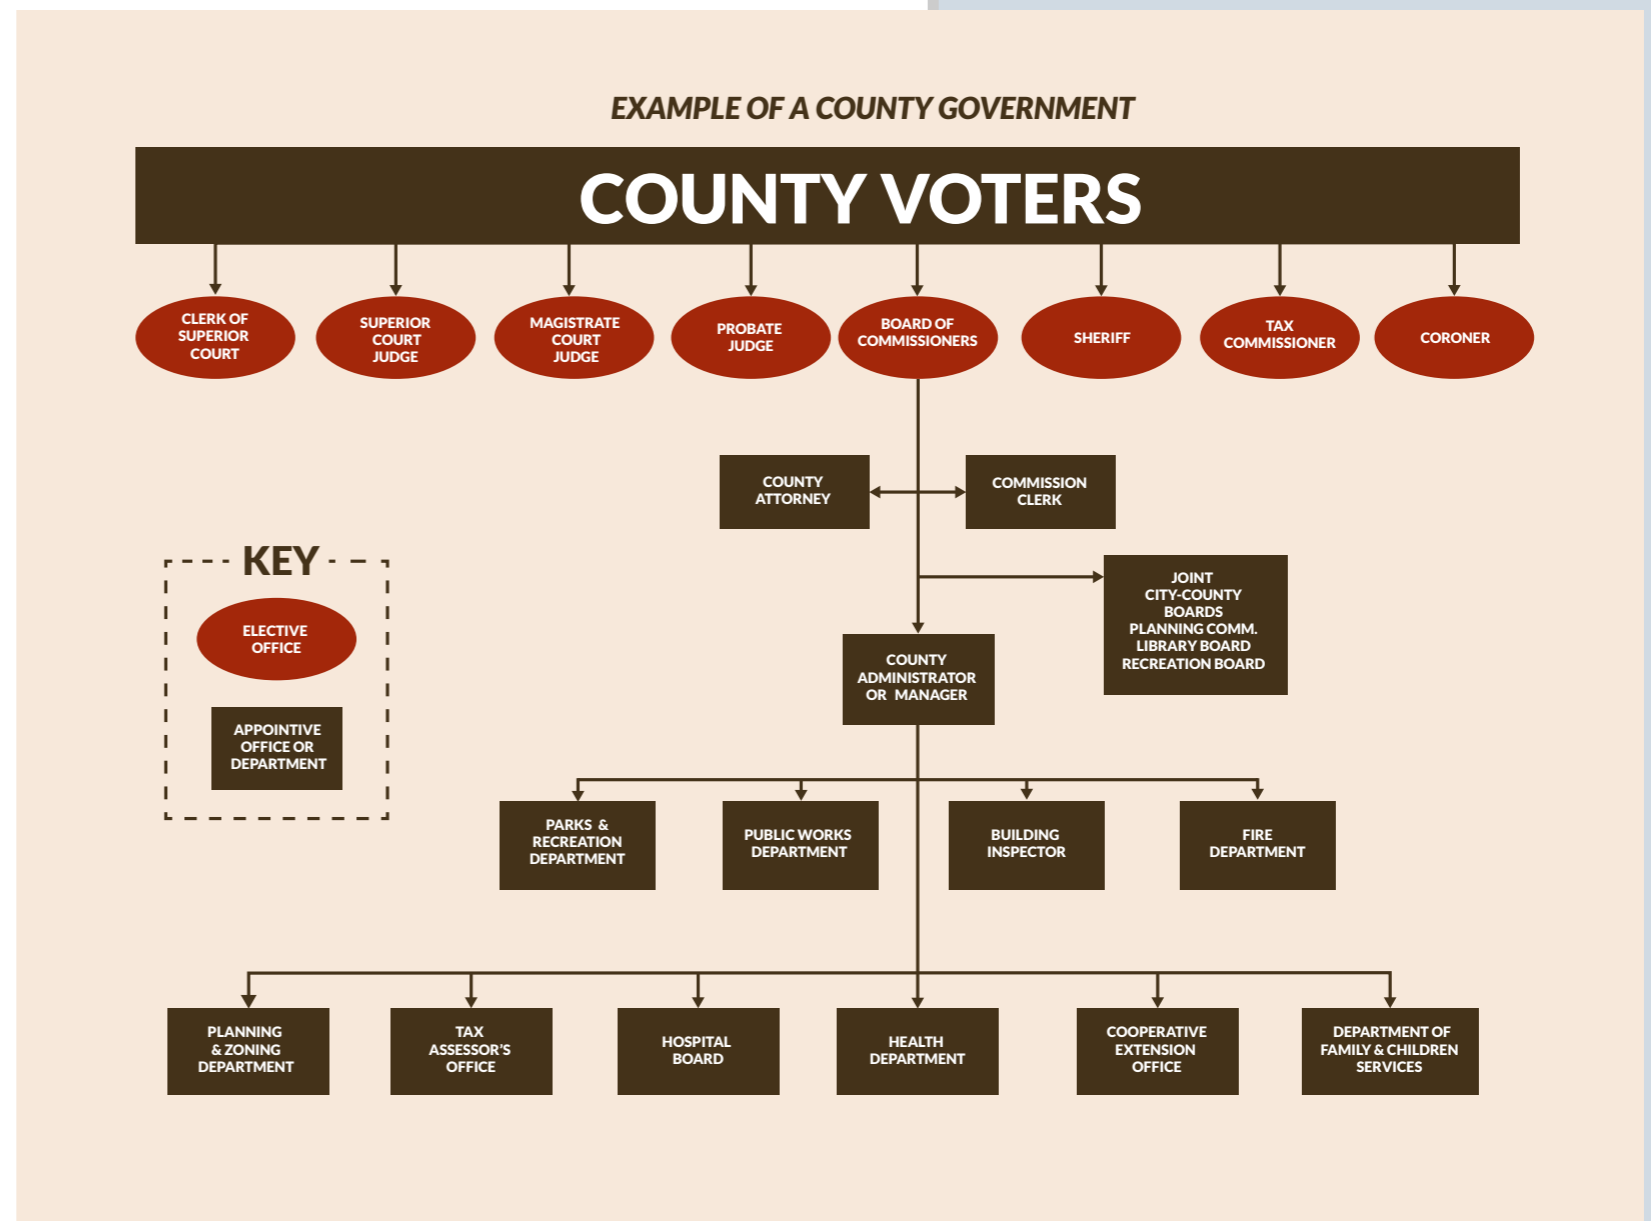 EXAMPLE OF A COUNTY GOVERNMENT
COUNTY VOTERS
CLERK OF
SUPERIOR
COURT
SUPERIOR
COURT
JUDGE
MAGISTRATE
COURT
JUDGE
PROBATE
JUDGE
BOARD OF
COMMISSIONERS
SHERIFF
TAX
COMMISSIONER
CORONER
COUNTY
ATTORNEY
COMMISSION
CLERK
JOINT
CITY-COUNTY
BOARDS
PLANNING COMM.
LIBRARY BOARD
RECREATION BOARD
COUNTY
ADMINISTRATOR
OR MANAGER
KEY
ELECTIVE
OFFICE
APPOINTIVE
OFFICE OR
DEPARTMENT
PARKS &
RECREATION
DEPARTMENT
PUBLIC WORKS
DEPARTMENT
BUILDING
INSPECTOR
FIRE
DEPARTMENT
PLANNING
& ZONING
DEPARTMENT
TAX
ASSESSOR'S
OFFICE
HOSPITAL
BOARD
HEALTH
DEPARTMENT
COOPERATIVE
EXTENSION
OFFICE
DEPARTMENT OF
FAMILY & CHILDREN
SERVICES